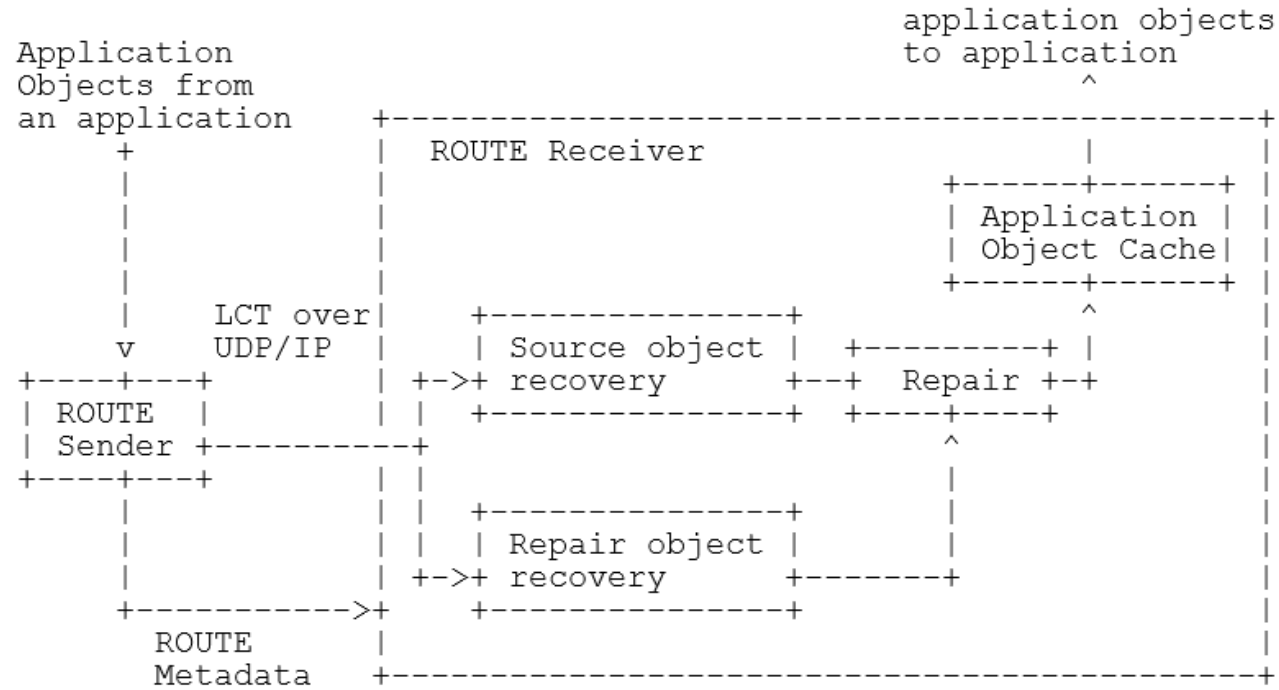 application objects
to application
Application
Objects from
an application
ROUTE Receiver
Application
Object Cache
LCT over
UDP/IP
Source object
recovery
Repair
ROUTE
Sender
Repair object
recovery
ROUTE
Metadata